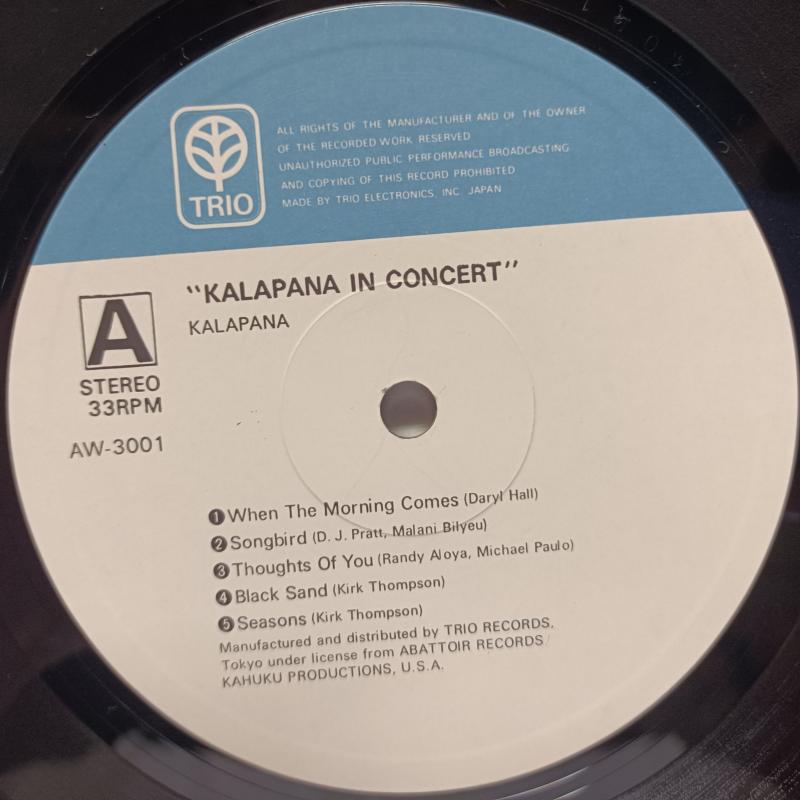 TRIO
ALL RIGHTS OF THE MANUFACTURER AND OF THE OWNER
OF THE RECORDED WORK RESERVED
UNAUTHORIZED PUBLIC PERFORMANCE BROADCASTING
AND COPYING OF THIS RECORD PROHIBITED
MADE BY TRIO ELECTRONICS, INC. JAPAN
A
STEREO
33RPM
AW-3001
"KALAPANA IN CONCERT"
KALAPANA
❶When The Morning Comes (Daryl Hall)
❷Songbird (D. J. Pratt, Malani Bilyeu)
❸Thoughts Of You (Randy Aloya, Michael Paulo)
❹Black Sand (Kirk Thompson)
❺Seasons (Kirk Thompson)
Manufactured and distributed by TRIO RECORDS,
Tokyo under license from ABATTOIR RECORDS/
KAHUKU PRODUCTIONS, U.S.A.